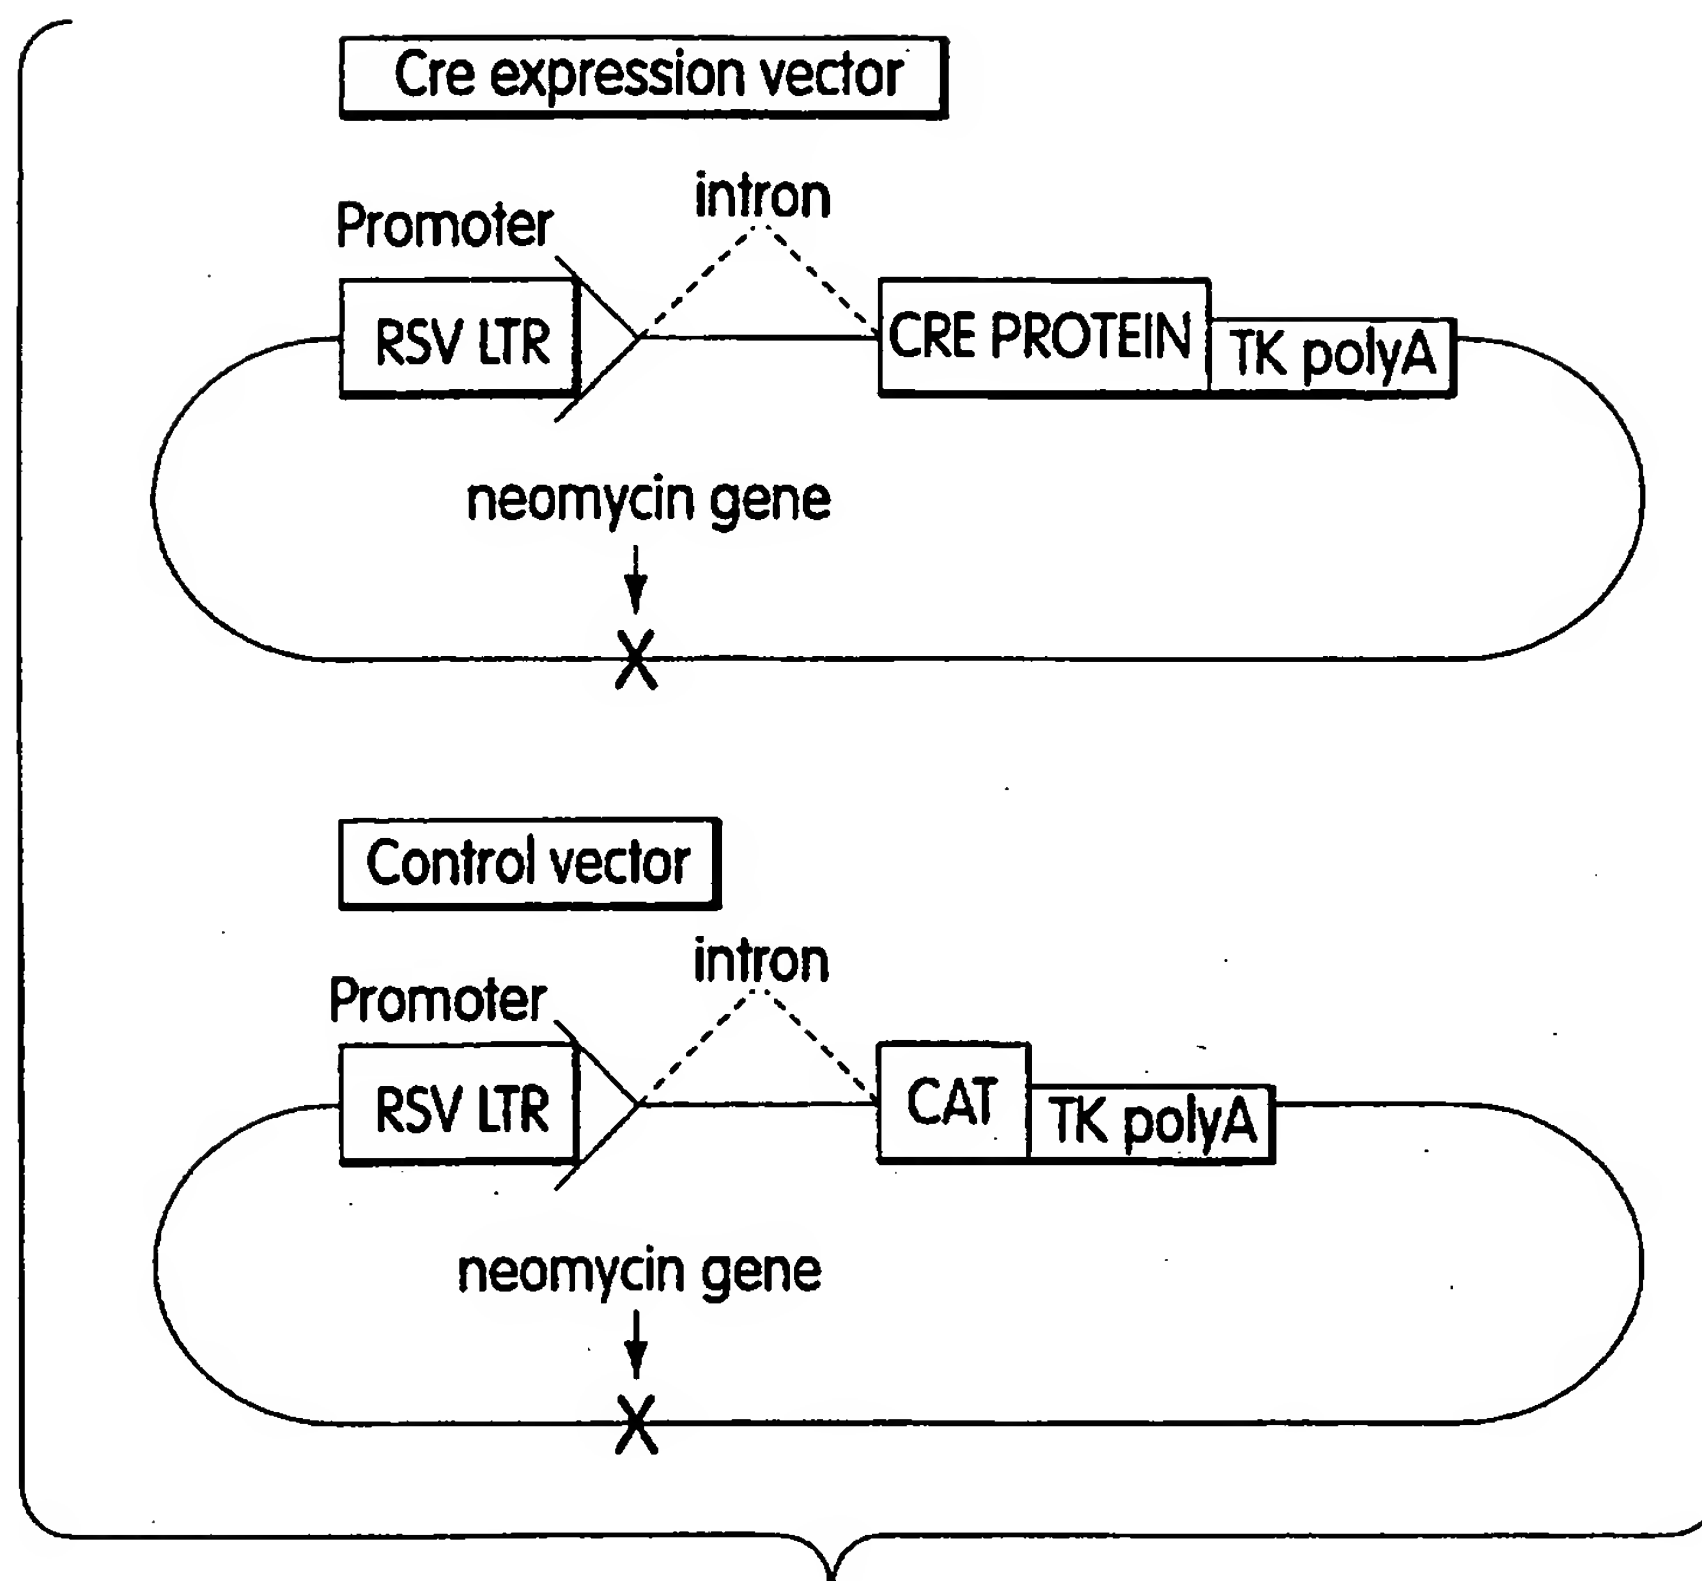 Cre expression vector
intron
Promoter
RSV LTR
CRE PROTEIN
TK polyA
neomycin gene
X
Control vector
intron
Promoter
RSV LTR
CAT
TK polyA
neomycin gene
X